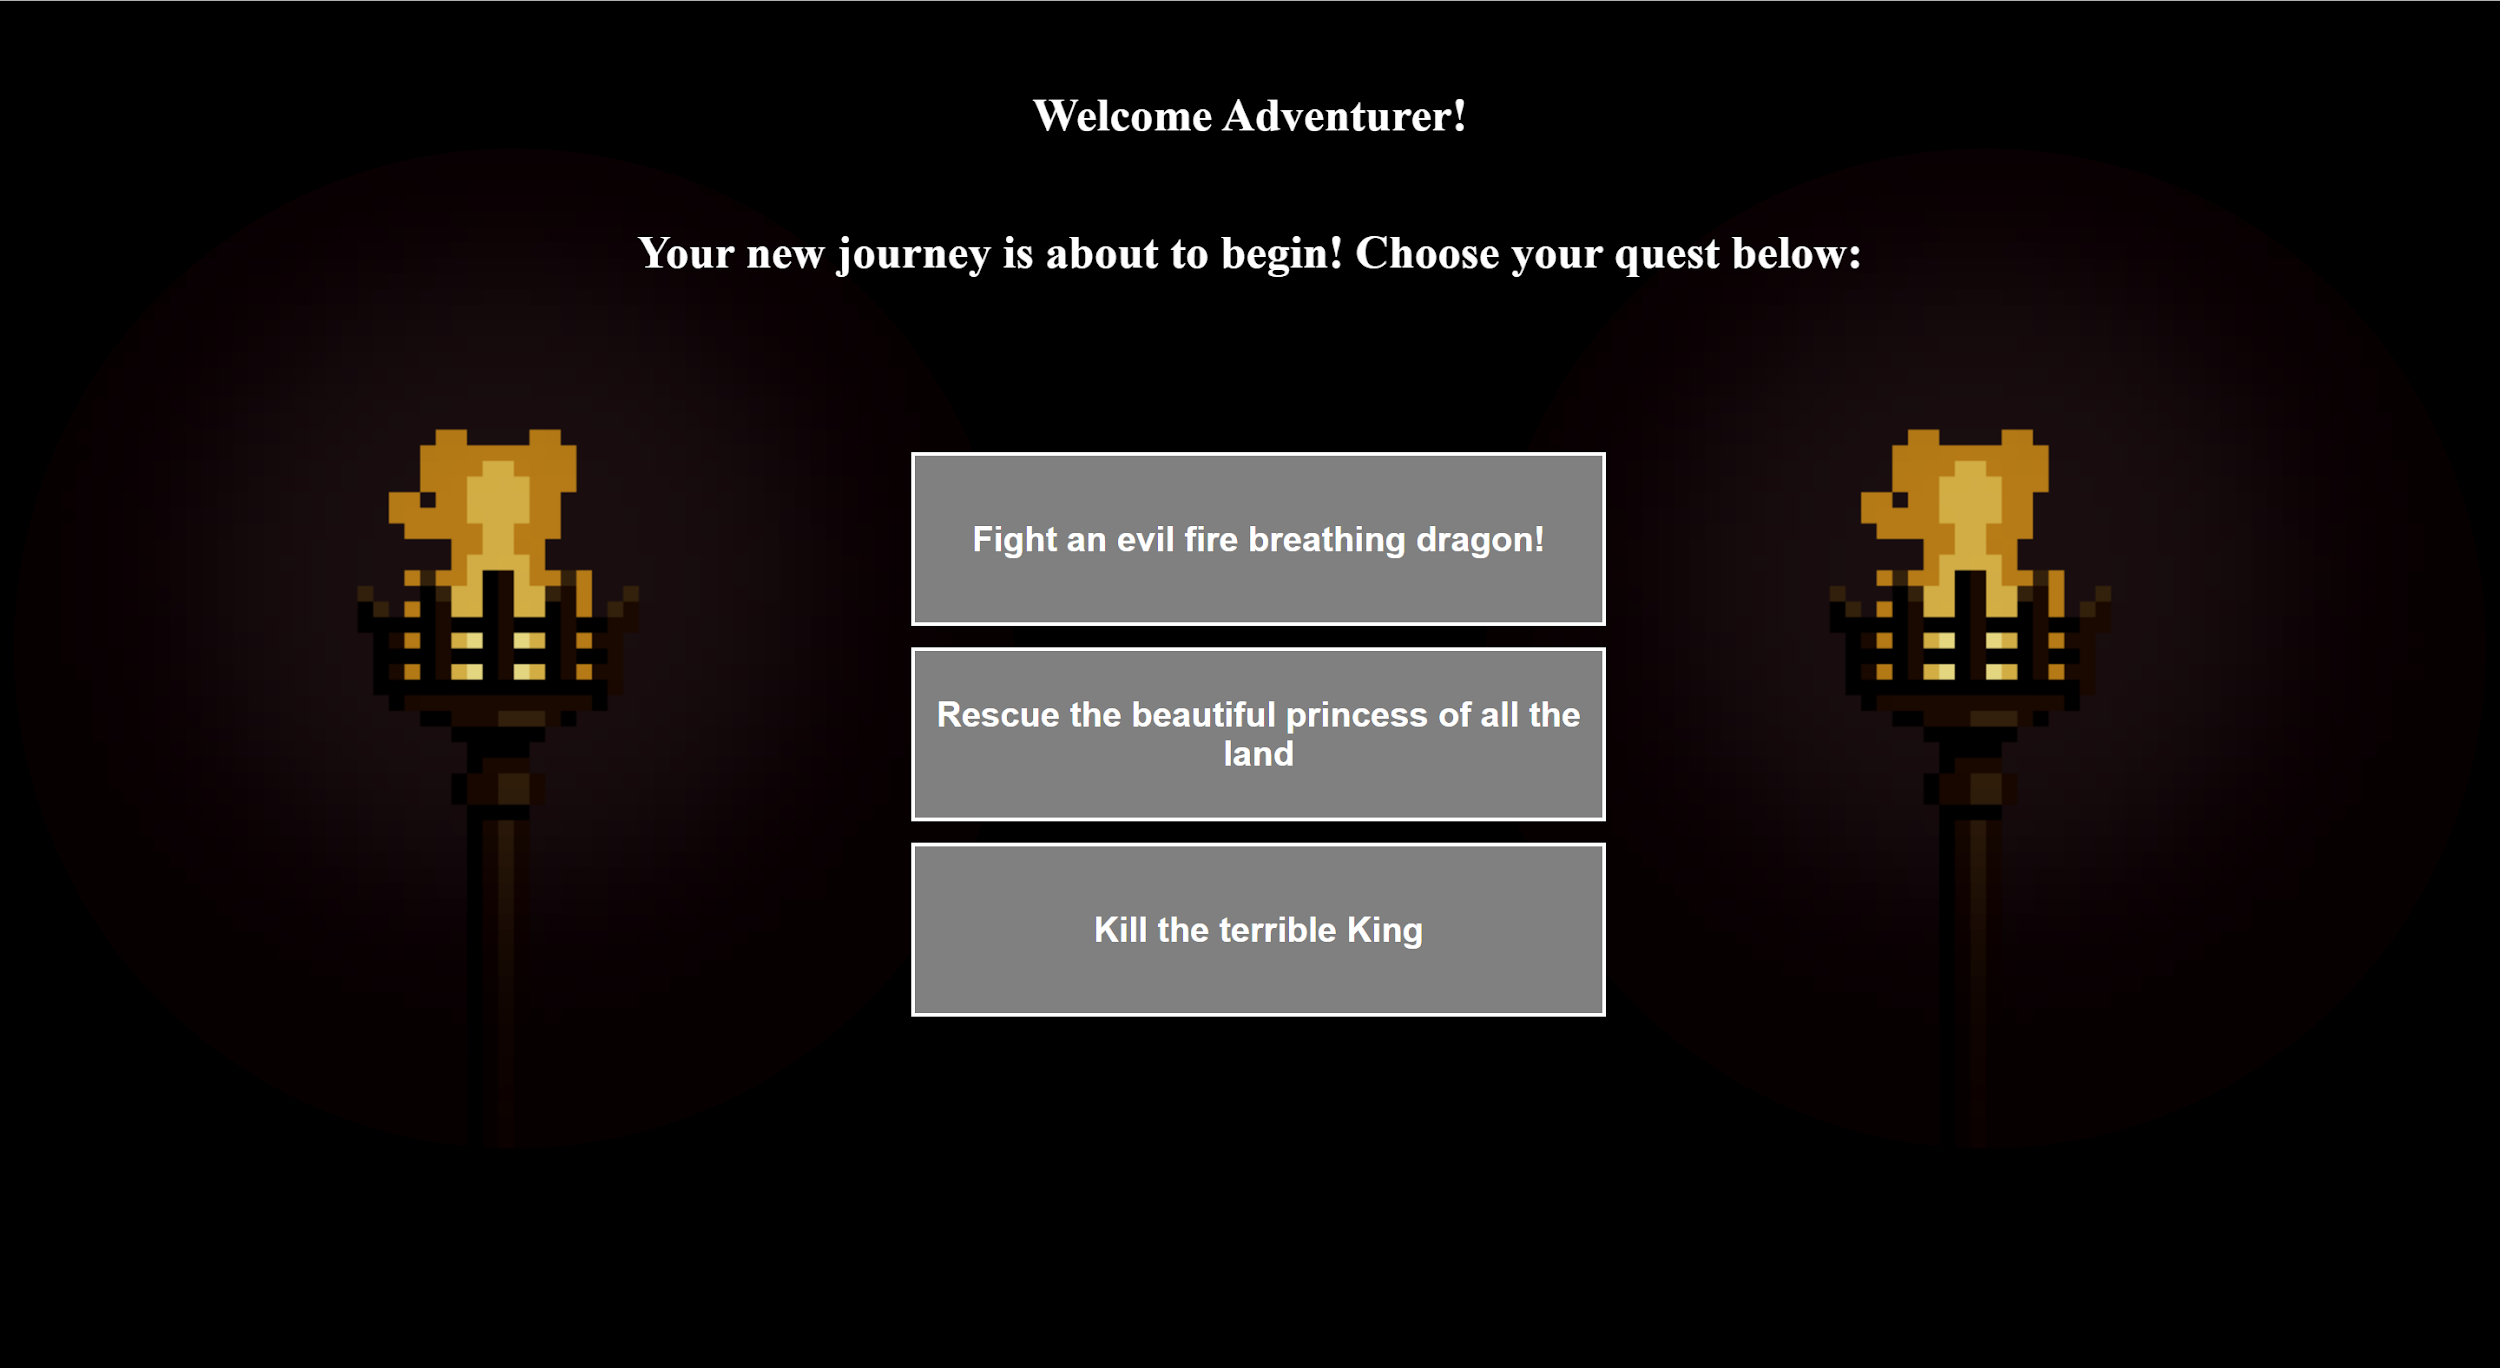 Welcome Adventurer!
Your new journey is about to begin! Choose your quest below:
Fight an evil fire breathing dragon!
Rescue the beautiful princess of all the
land
Kill the terrible King